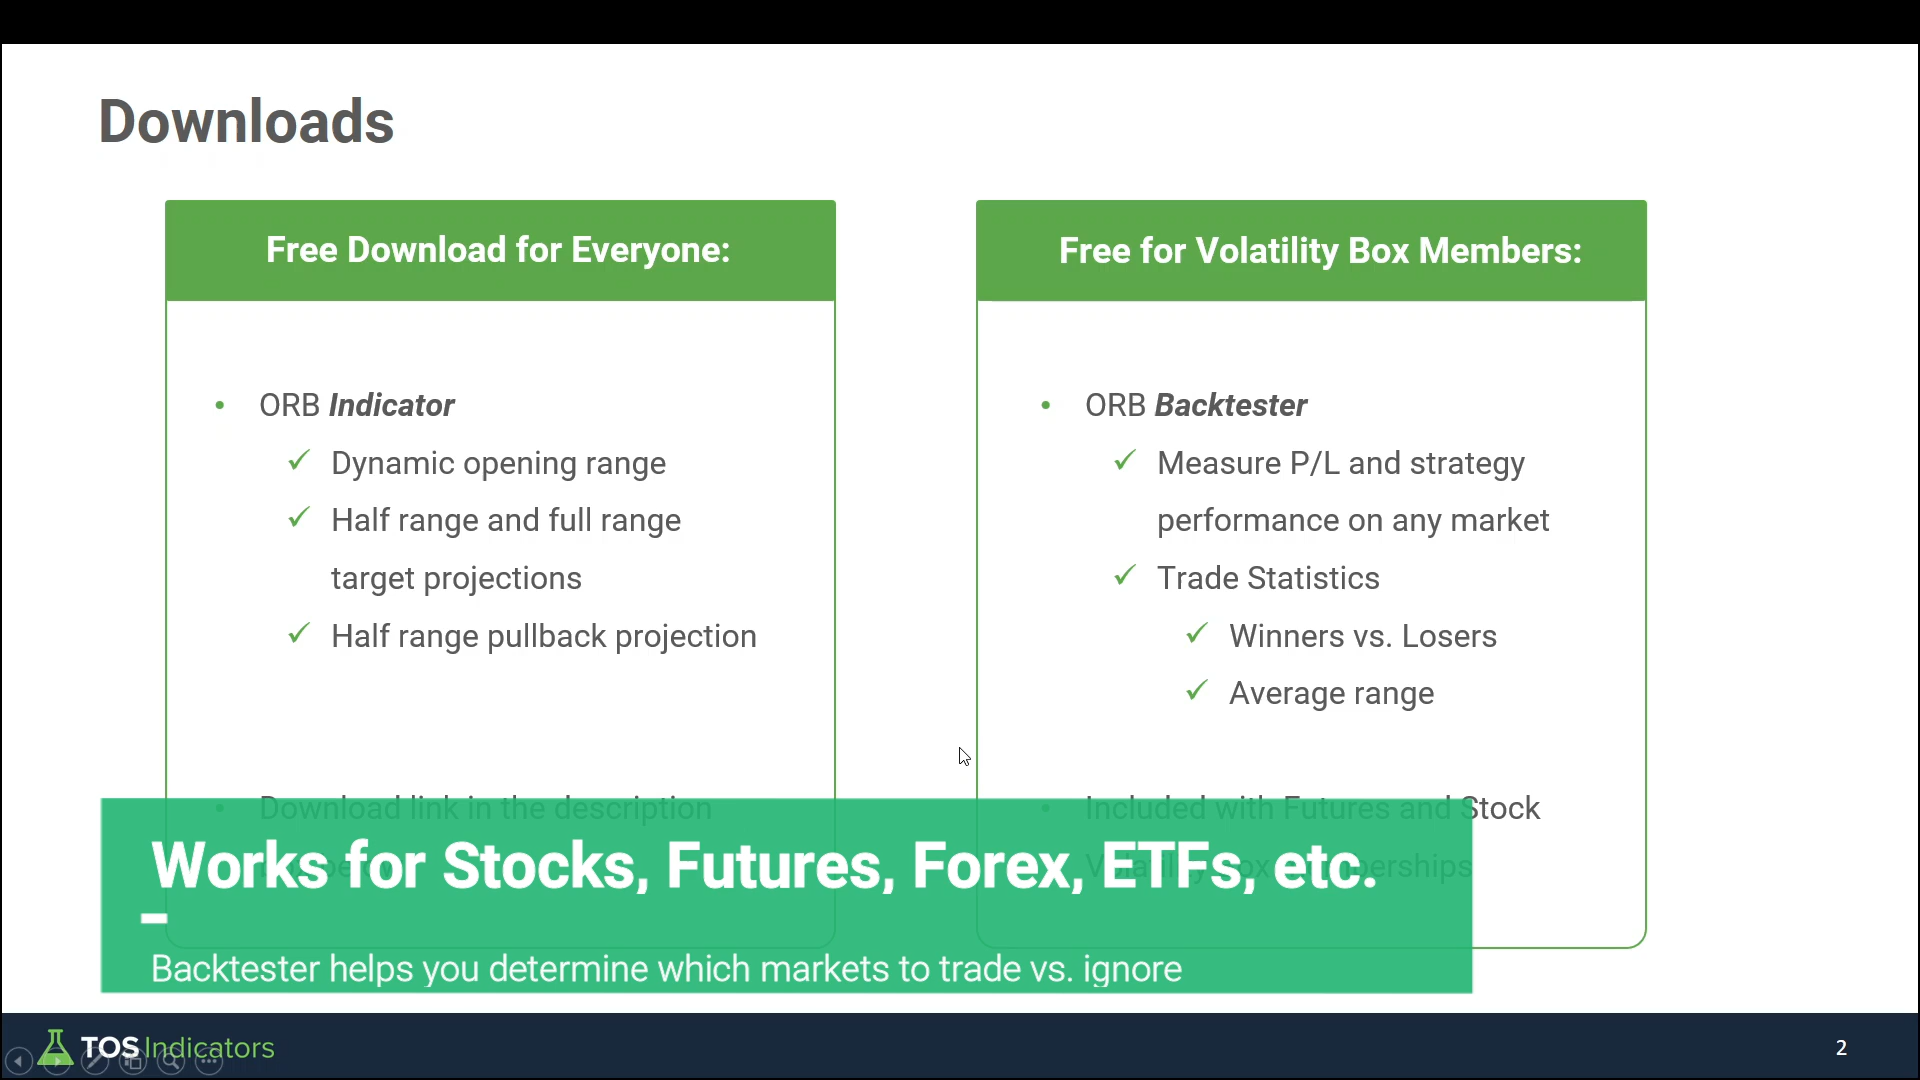 Downloads
Free Download for Everyone:
• ORB Indicator
✓ Dynamic opening range
✓ Half range and full range
target projections
✓ Half range pullback projection
• Download link in the description
Free for Volatility Box Members:
• ORB Backtester
✓ Measure P/L and strategy
performance on any market
✓ Trade Statistics
✓ Winners vs. Losers
✓ Average range
• Included with Futures and Stock
Volatility Box memberships
Works for Stocks, Futures, Forex, ETFs, etc.
Backtester helps you determine which markets to trade vs. ignore
TOS Indicators
2